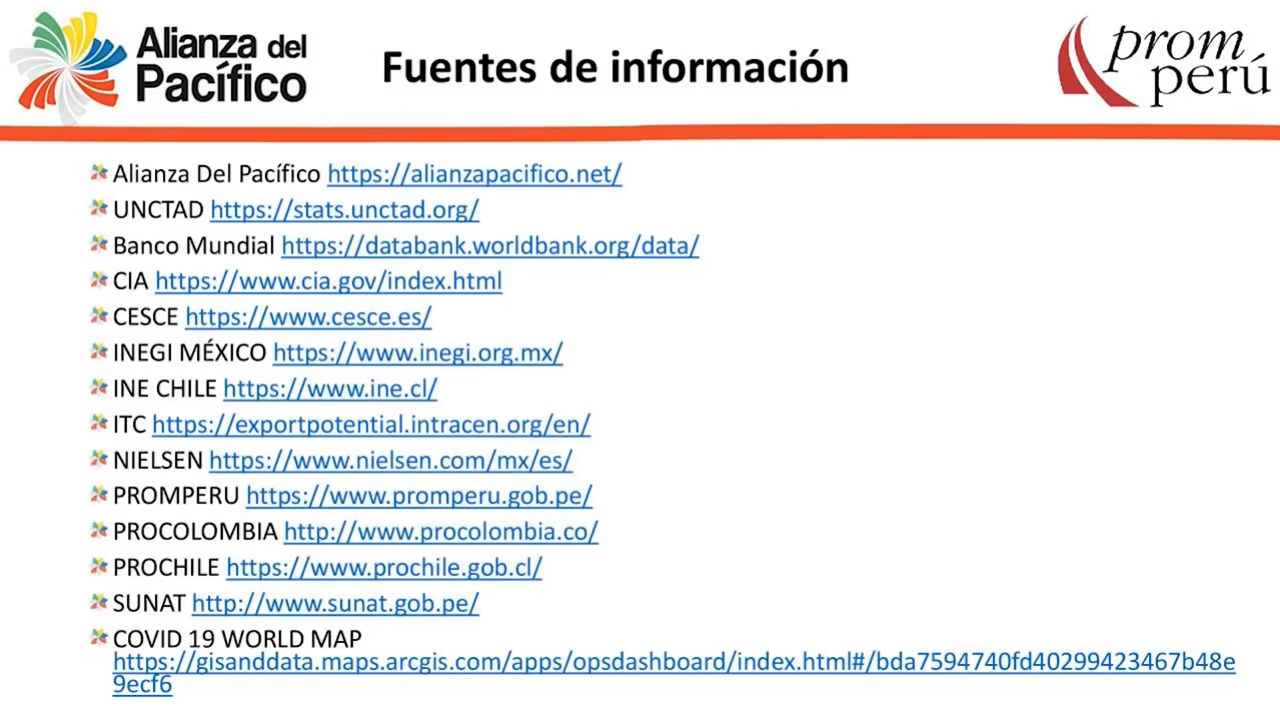 Alianza del
Pacífico
Fuentes de información
prom
perú
Alianza Del Pacífico https://alianzapacifico.net/
UNCTAD https://stats.unctad.org/
Banco Mundial https://databank.worldbank.org/data/
CIA https://www.cia.gov/index.html
CESCE https://www.cesce.es/
INEGI MÉXICO https://www.inegi.org.mx/
INE CHILE https://www.ine.cl/
ITC https://exportpotential.intracen.org/en/
NIELSEN https://www.nielsen.com/mx/es/
PROMPERU https://www.promperu.gob.pe/
PROCOLOMBIA http://www.procolombia.co/
PROCHILE https://www.prochile.gob.cl/
SUNAT http://www.sunat.gob.pe/
COVID 19 WORLD MAP
https://gisanddata.maps.arcgis.com/apps/opsdashboard/index.html#/bda7594740fd40299423467b48e
9ecf6